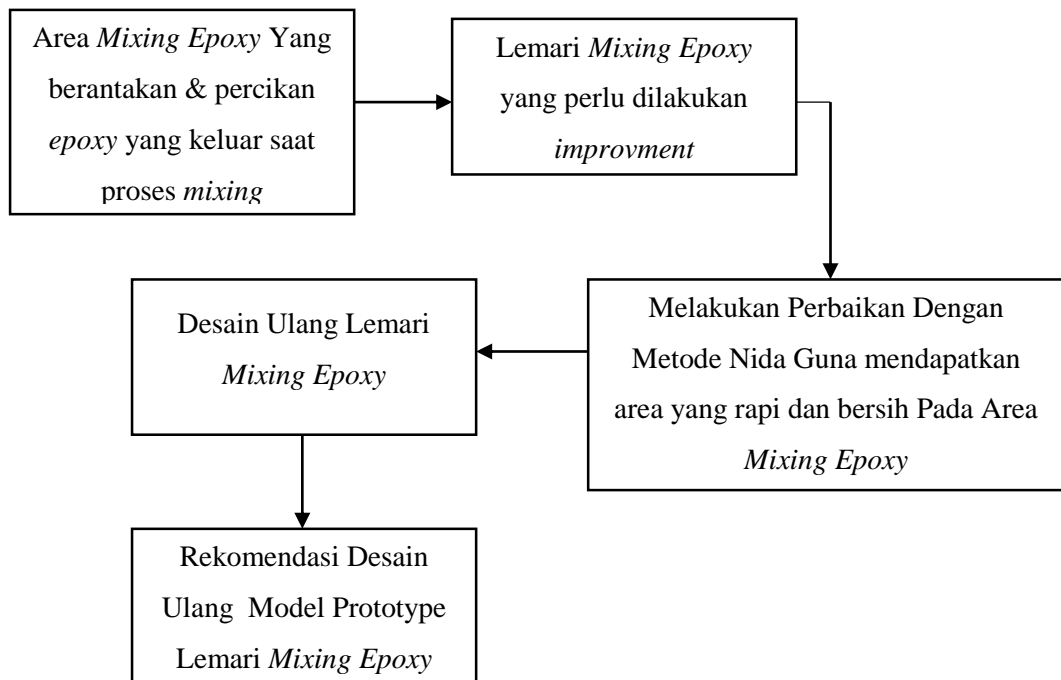 Area Mixing Epoxy Yang
berantakan & percikan
epoxy yang keluar saat
proses mixing
Lemari Mixing Epoxy
yang perlu dilakukan
improvment
Melakukan Perbaikan Dengan
Metode Nida Guna mendapatkan
area yang rapi dan bersih Pada Area
Mixing Epoxy
Desain Ulang Lemari
Mixing Epoxy
Rekomendasi Desain
Ulang Model Prototype
Lemari Mixing Epoxy